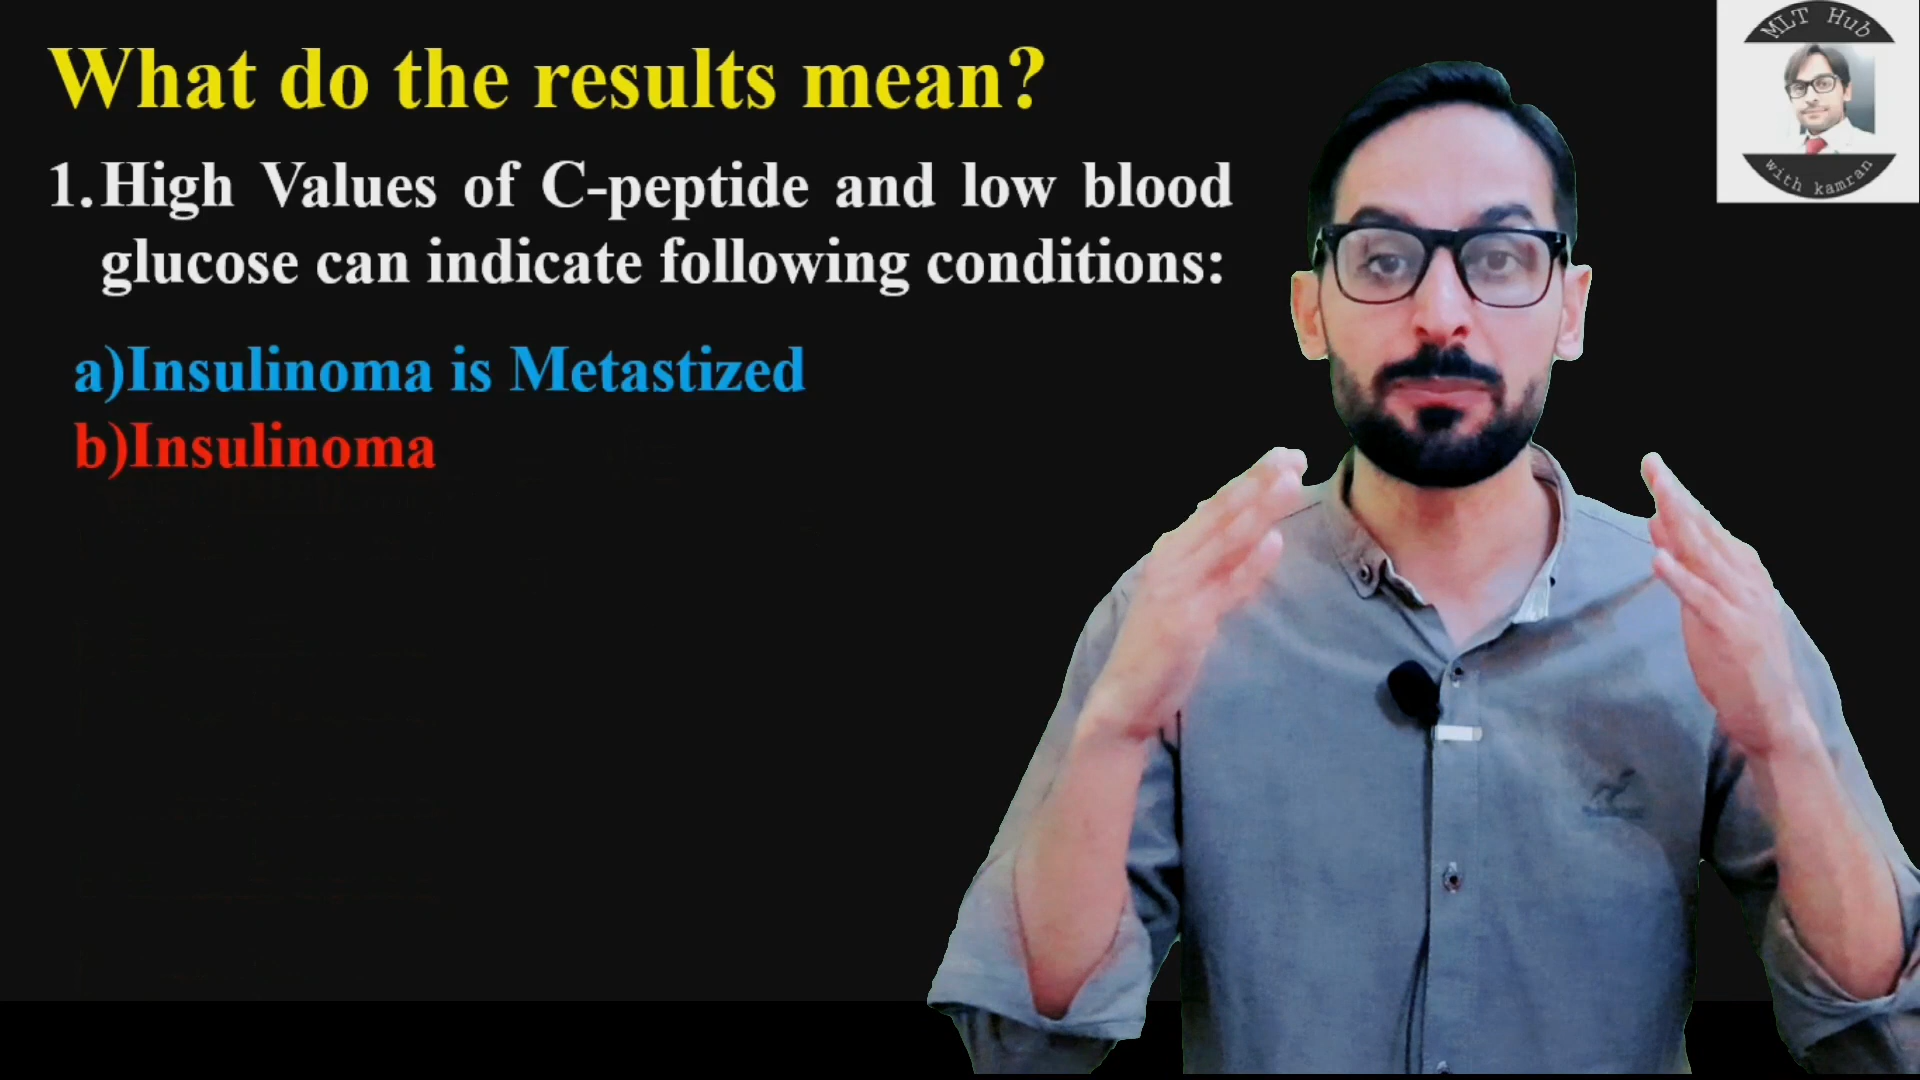 What do the results mean?
1. High Values of C-peptide and low blood
glucose can indicate following conditions:
a)Insulinoma is Metastized
b)Insulinoma
MLT Hub
with kamran